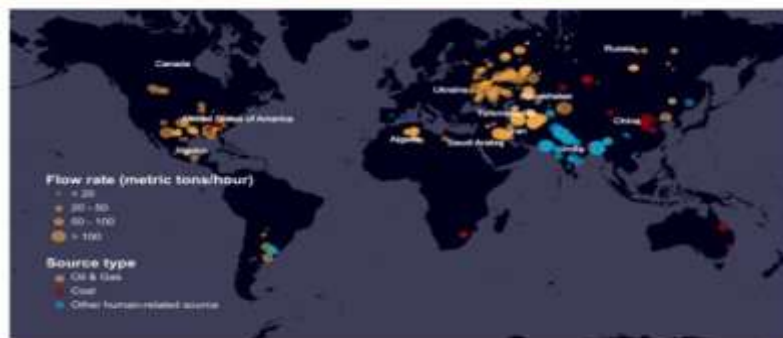 Canada
Russia
Ukraine
Kazakhstan
United States of America
China
Algeria
Iran
Saudi Arabia
India
Mexico
Flow rate (metric tons/hour)
< 20
20 - 50
50 - 100
> 100
Source type
Oil & Gas
Coal
Other human-related source